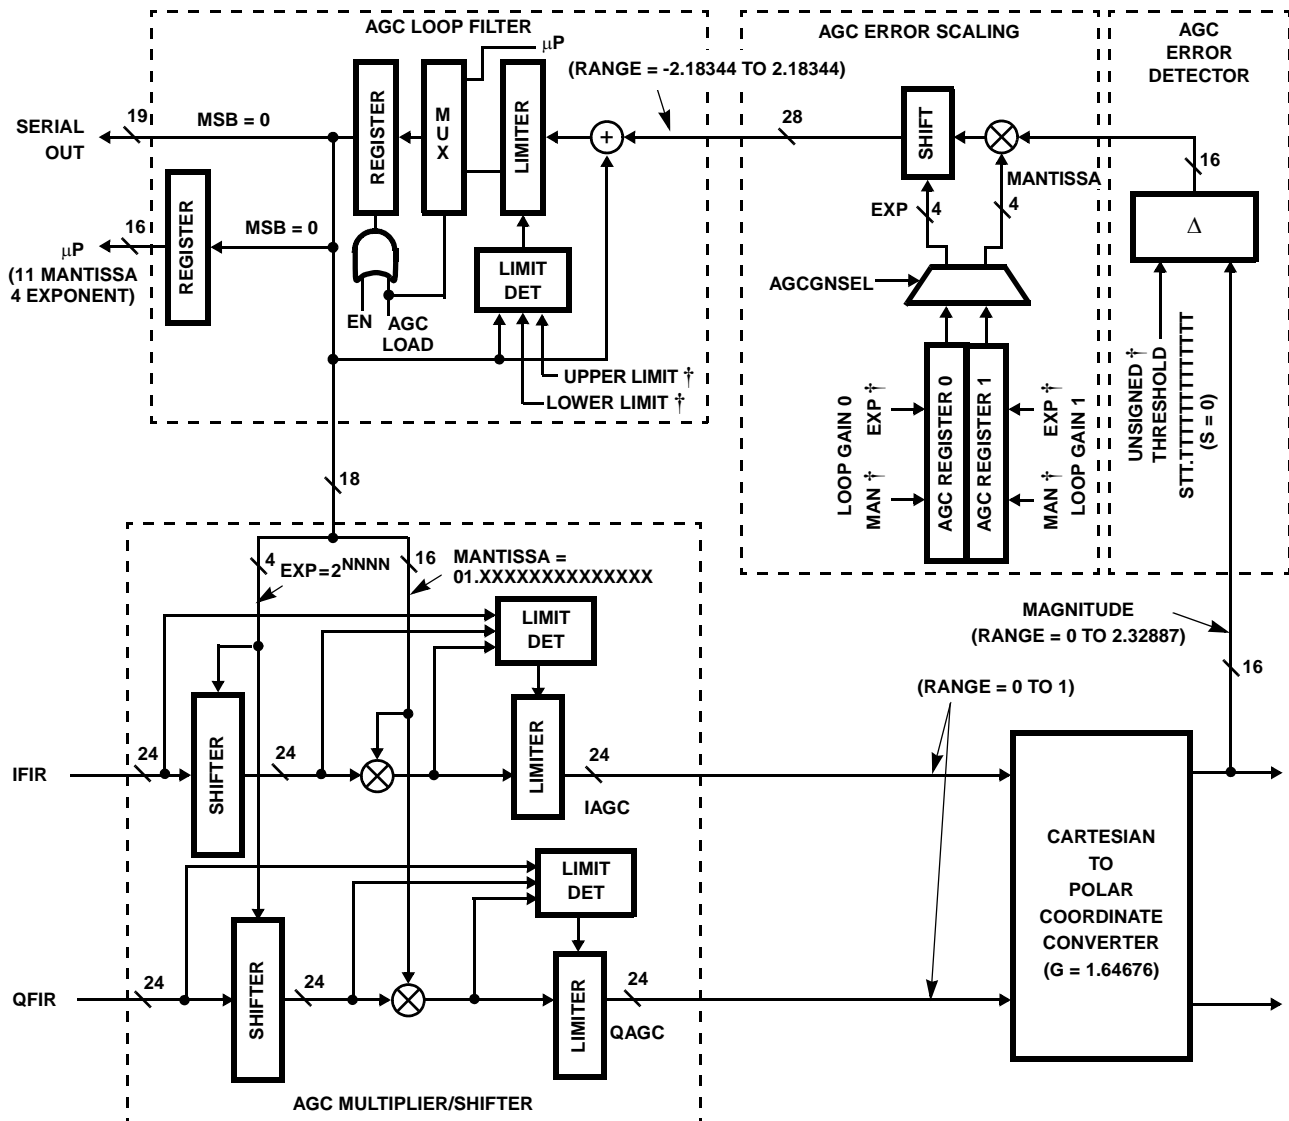 AGC LOOP FILTER
μP
(RANGE = -2.18344 TO 2.18344)
AGC ERROR SCALING
AGC
ERROR
DETECTOR
SERIAL
OUT
19
MSB = 0
REGISTER
MUX
LIMITER
+
28
SHIFT
MANTISSA
EXP
4
4
16
Δ
μP
(11 MANTISSA
4 EXPONENT)
16
REGISTER
MSB = 0
EN
AGC
LOAD
LIMIT
DET
UPPER LIMIT †
LOWER LIMIT †
AGCGNSEL
LOOP GAIN 0
EXP †
MAN †
AGC REGISTER 0
AGC REGISTER 1
EXP †
MAN †
LOOP GAIN 1
UNSIGNED †
THRESHOLD
STT.TTTTTTTTTTTTT
(S = 0)
18
4
EXP=2^NNNN
16
MANTISSA =
01.XXXXXXXXXXXXXX
LIMIT
DET
MAGNITUDE
(RANGE = 0 TO 2.32887)
16
(RANGE = 0 TO 1)
IFIR
24
SHIFTER
24
LIMITER
24
IAGC
LIMIT
DET
QFIR
24
SHIFTER
24
LIMITER
24
QAGC
CARTESIAN
TO
POLAR
COORDINATE
CONVERTER
(G = 1.64676)
AGC MULTIPLIER/SHIFTER